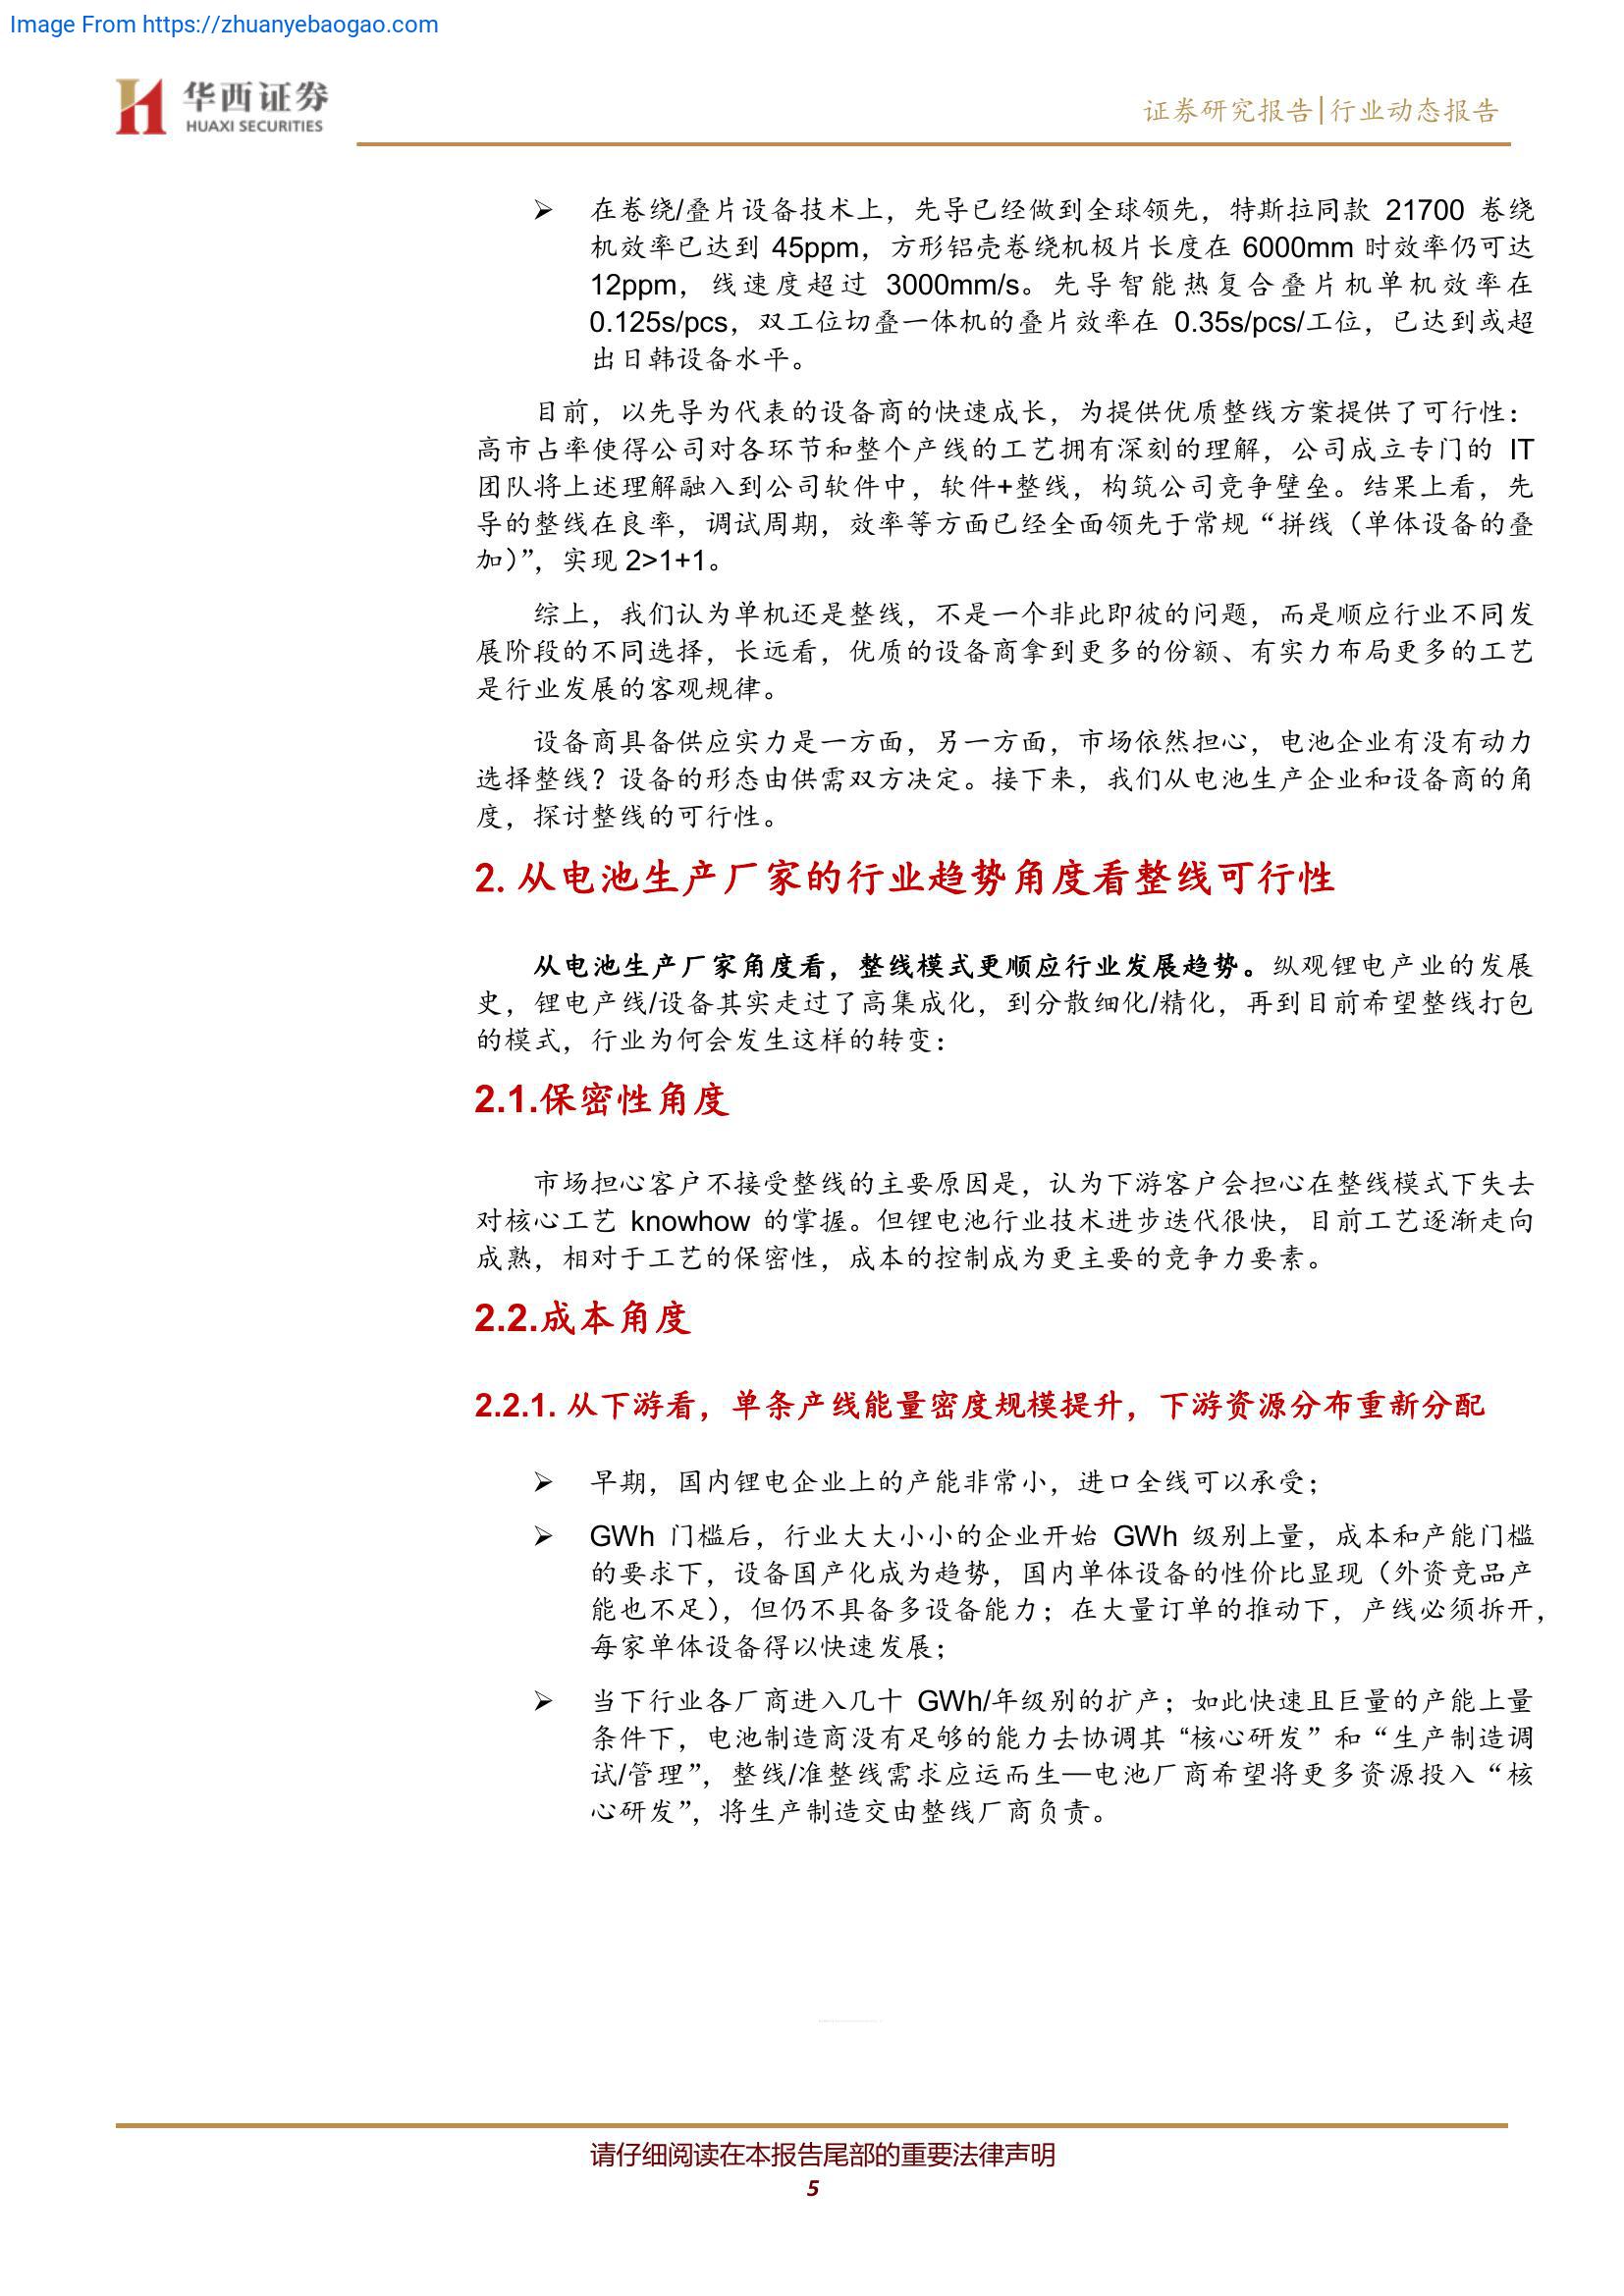 Image From https://zhuanyebaogao.com
华西证券
HUAXI SECURITIES
证券研究报告|行业动态报告
➢ 在卷绕/叠片设备技术上，先导已经做到全球领先，特斯拉同款 21700 卷绕
机效率已达到 45ppm，方形铝壳卷绕机极片长度在 6000mm 时效率仍可达
12ppm，线速度超过 3000mm/s。先导智能热复合叠片机单机效率在
0.125s/pcs，双工位切叠一体机的叠片效率在 0.35s/pcs/工位，已达到或超
出日韩设备水平。
目前，以先导为代表的设备商的快速成长，为提供优质整线方案提供了可行性：
高市占率使得公司对各环节和整个产线的工艺拥有深刻的理解，公司成立专门的 IT
团队将上述理解融入到公司软件中，软件+整线，构筑公司竞争壁垒。结果上看，先
导的整线在良率，调试周期，效率等方面已经全面领先于常规“拼线（单体设备的叠
加）”，实现 2>1+1。
综上，我们认为单机还是整线，不是一个非此即彼的问题，而是顺应行业不同发
展阶段的不同选择，长远看，优质的设备商拿到更多的份额、有实力布局更多的工艺
是行业发展的客观规律。
设备商具备供应实力是一方面，另一方面，市场依然担心，电池企业有没有动力
选择整线？设备的形态由供需双方决定。接下来，我们从电池生产企业和设备商的角
度，探讨整线的可行性。
2. 从电池生产厂家的行业趋势角度看整线可行性
从电池生产厂家角度看，整线模式更顺应行业发展趋势。纵观锂电产业的发展
史，锂电产线/设备其实走过了高集成化，到分散细化/精化，再到目前希望整线打包
的模式，行业为何会发生这样的转变：
2.1.保密性角度
市场担心客户不接受整线的主要原因是，认为下游客户会担心在整线模式下失去
对核心工艺 knowhow 的掌握。但锂电池行业技术进步迭代很快，目前工艺逐渐走向
成熟，相对于工艺的保密性，成本的控制成为更主要的竞争力要素。
2.2.成本角度
2.2.1. 从下游看，单条产线能量密度规模提升，下游资源分布重新分配
➢ 早期，国内锂电企业上的产能非常小，进口全线可以承受；
➢ GWh 门槛后，行业大大小小的企业开始 GWh 级别上量，成本和产能门槛
的要求下，设备国产化成为趋势，国内单体设备的性价比显现（外资竞品产
能也不足），但仍不具备多设备能力；在大量订单的推动下，产线必须拆开，
每家单体设备得以快速发展；
➢ 当下行业各厂商进入几十 GWh/年级别的扩产；如此快速且巨量的产能上量
条件下，电池制造商没有足够的能力去协调其“核心研发”和“生产制造调
试/管理”，整线/准整线需求应运而生—电池厂商希望将更多资源投入“核
心研发”，将生产制造交由整线厂商负责。
请仔细阅读在本报告尾部的重要法律声明
5